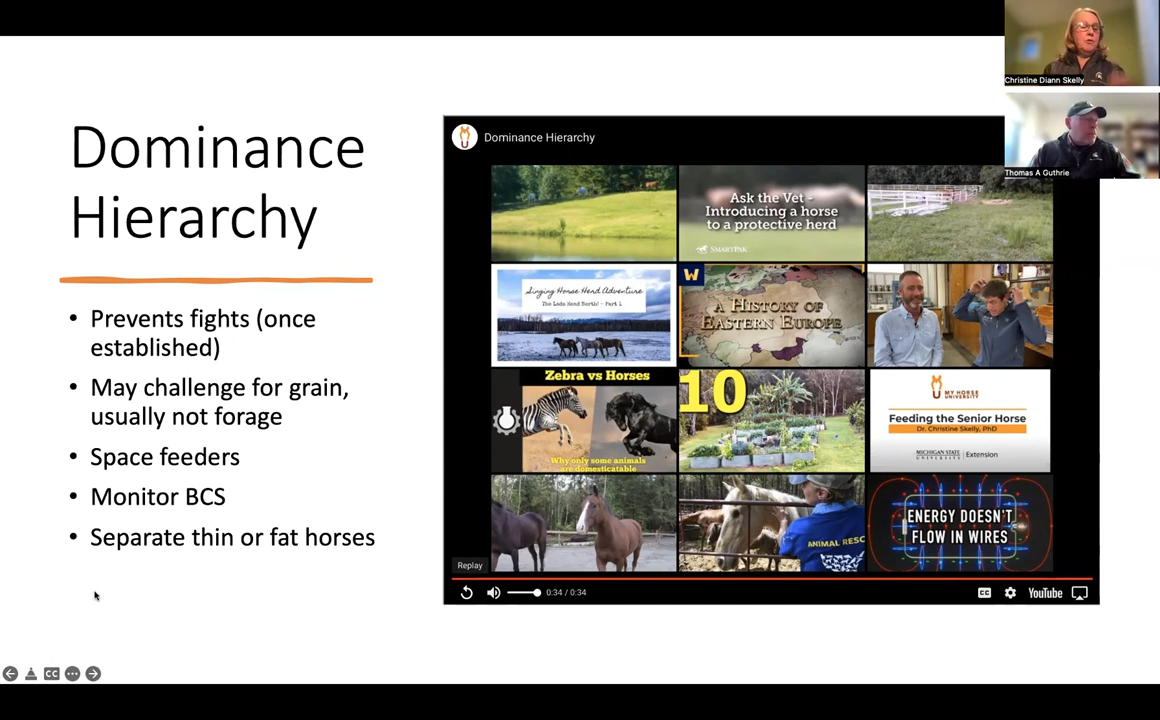 Christine Diann Skelly
Thomas A Guthrie
Dominance
Hierarchy
• Prevents fights (once
established)
• May challenge for grain,
usually not forage
• Space feeders
• Monitor BCS
• Separate thin or fat horses
Dominance Hierarchy
Ask the Vet -
Introducing a horse
to a protective herd
SMARTPAK
Singing Horse Herd Adventure
The Lads Head North! - Part 1
W
A HISTORY OF
EASTERN EUROPE
Zebra vs Horses
Why only some animals
are domesticatable
10
MY HORSE
UNIVERSITY
Feeding the Senior Horse
Dr. Christine Skelly, PhD
MICHIGAN STATE
UNIVERSITY | Extension
ANIMAL RESC
ENERGY DOESN'T
FLOW IN WIRES
Replay
0:34 / 0:34
CC
YouTube
CC